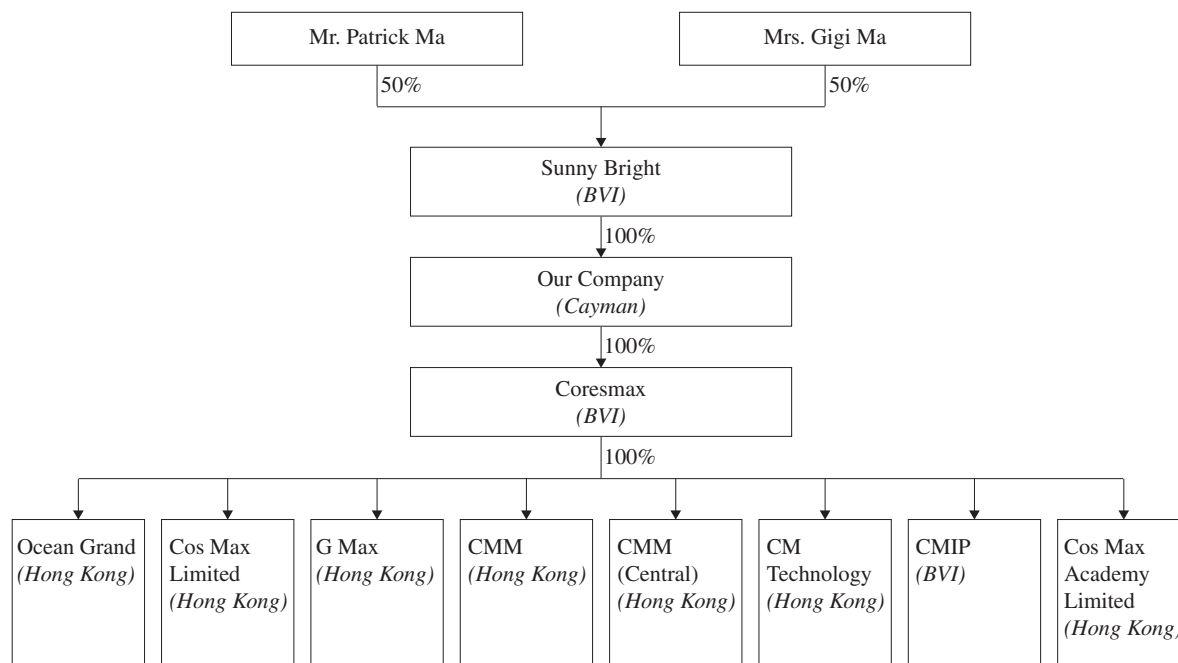 Mr. Patrick Ma
Mrs. Gigi Ma
50%
50%
Sunny Bright
(BVI)
100%
Our Company
(Cayman)
100%
Coresmax
(BVI)
100%
Ocean Grand
(Hong Kong)
Cos Max
Limited
(Hong Kong)
G Max
(Hong Kong)
CMM
(Hong Kong)
CMM
(Central)
(Hong Kong)
CM
Technology
(Hong Kong)
CMIP
(BVI)
Cos Max
Academy
Limited
(Hong Kong)